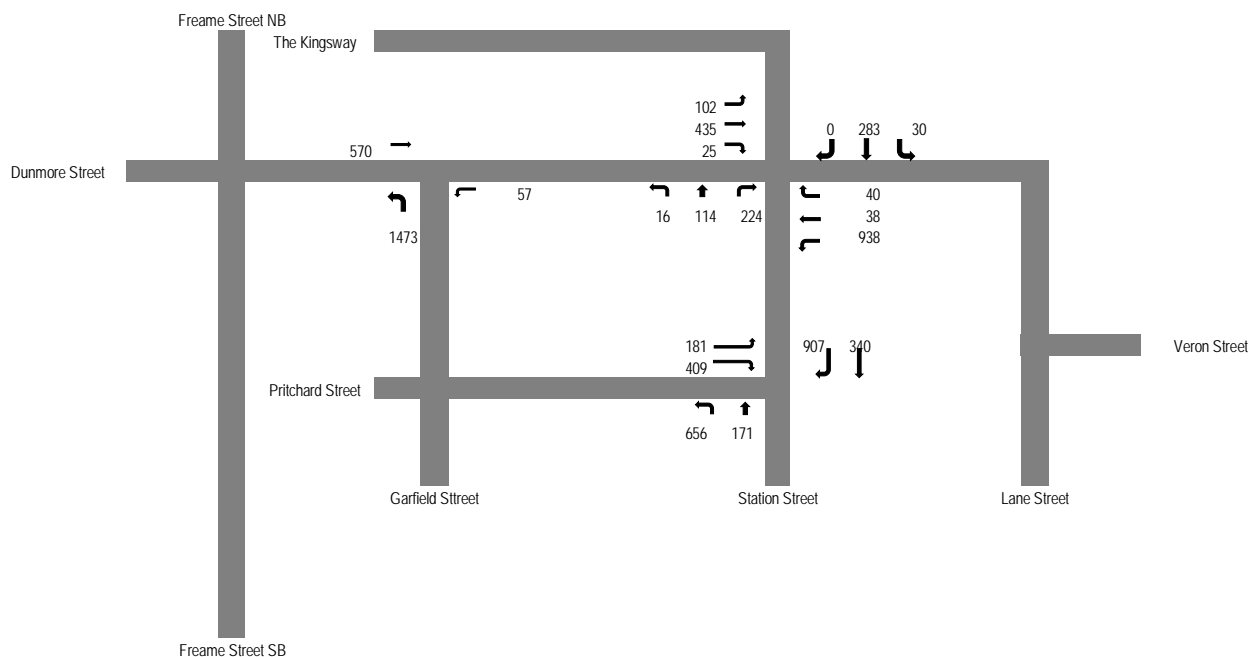 Freame Street NB
The Kingsway
102
0 283 30
435
570
25
Dunmore Street
57
40
16 114 224
38
1473
938
181
907 340
Veron Street
409
Pritchard Street
656 171
Garfield Sttreet
Station Street
Lane Street
Freame Street SB